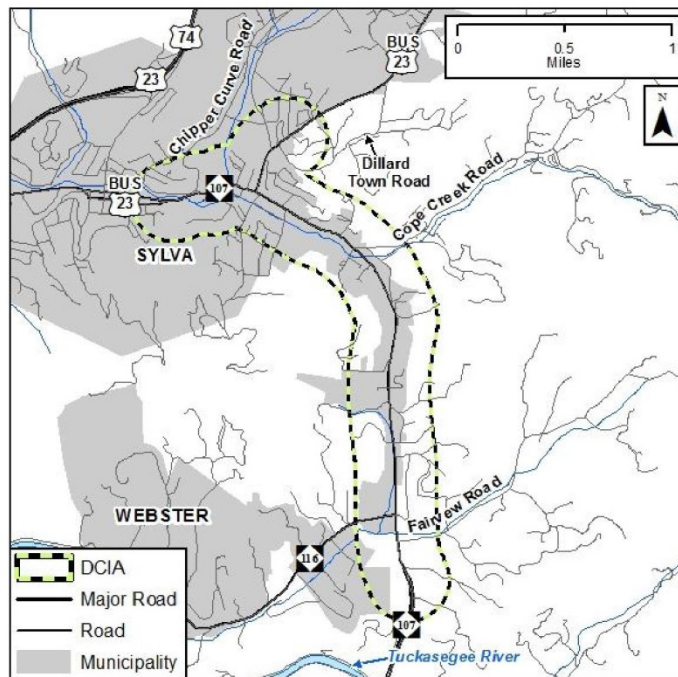 74
23
BUS
23
Chipper Curve Road
0 0.5 1
Miles
N
Dillard
Town Road
Cope Creek Road
BUS
23
107
SYLVA
WEBSTER
Fairvew Road
116
107
Tuckasegee River
DCIA
Major Road
Road
Municipality